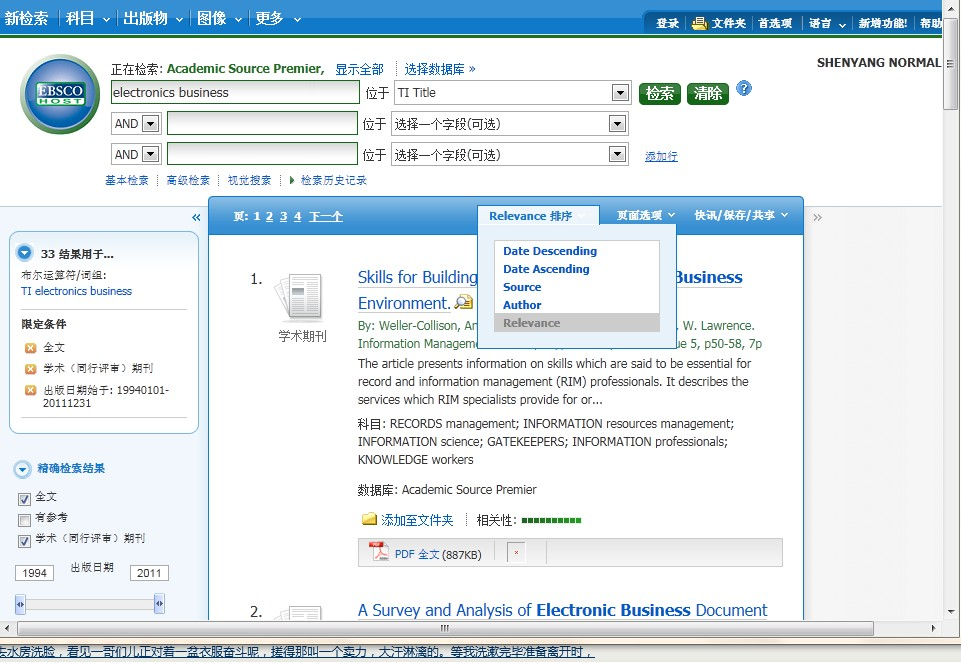 新检索 科目 出版物 图像 更多
登录 文件夹 首选项 语言 新增功能! 帮助
正在检索: Academic Source Premier, 显示全部 选择数据库 »
SHENYANG NORMAL
EBSCO
HOST
electronics business 位于 TI Title 检索 清除 ?
AND 位于 选择一个字段(可选)
AND 位于 选择一个字段(可选) 添加行
基本检索 高级检索 视觉搜索 检索历史记录
«
33 结果用于...
布尔运算符/词组:
TI electronics business
限定条件
全文
学术（同行评审）期刊
出版日期始于: 19940101-
20111231
精确检索结果
全文
有参考
学术（同行评审）期刊
1994 出版日期 2011
页: 1 2 3 4 下一个
Relevance 排序 页面选项 快讯/保存/共享 »
Date Descending
Date Ascending
Source
Author
Relevance
1.
学术期刊
Skills for Building Business
Environment.
By: Weller-Collison, An W. Lawrence.
Information Manageme ue 5, p50-58, 7p
The article presents information on skills which are said to be essential for
record and information management (RIM) professionals. It describes the
services which RIM specialists provide for or...
科目: RECORDS management; INFORMATION resources management;
INFORMATION science; GATEKEEPERS; INFORMATION professionals;
KNOWLEDGE workers
数据库: Academic Source Premier
添加至文件夹 相关性:
PDF 全文 (887KB)
2.
A Survey and Analysis of Electronic Business Document
去水房洗脸，看见一哥们儿正对着一盆衣服奋斗呢，搓得那叫一个卖力，大汗淋漓的。等我洗漱完毕准备离开时，